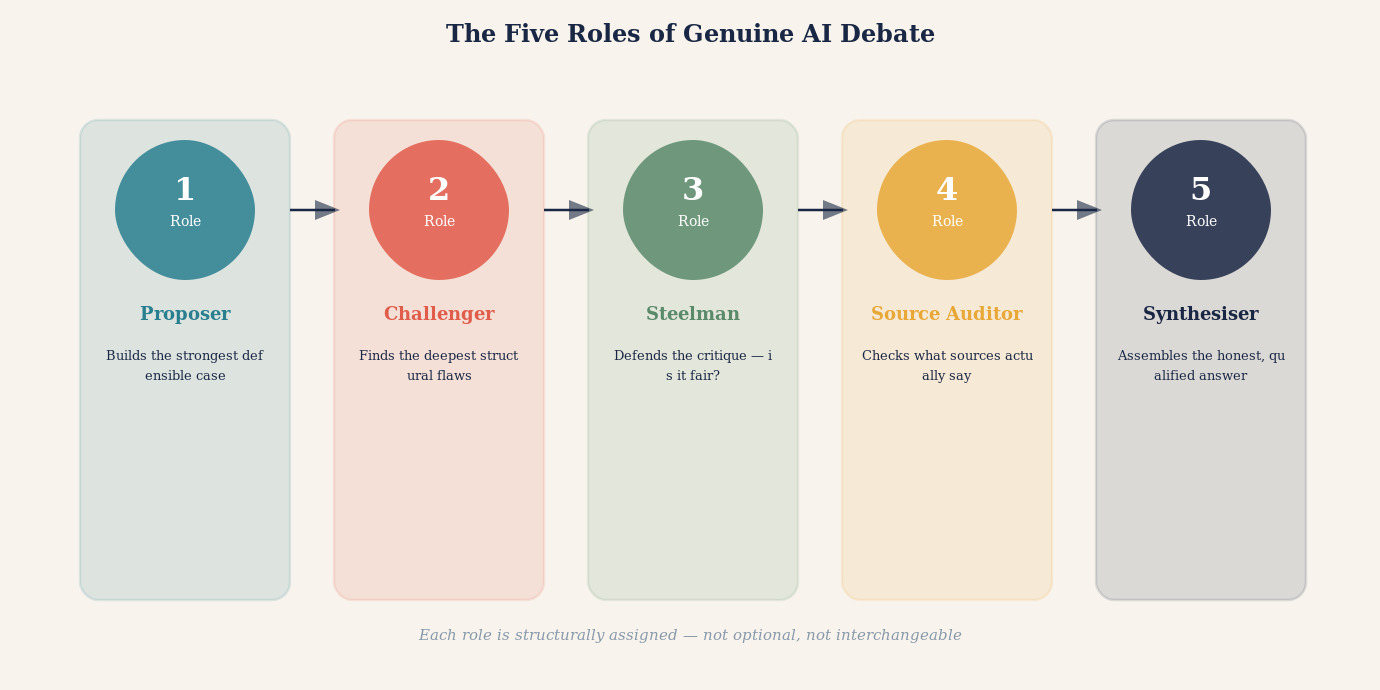 The Five Roles of Genuine AI Debate
1
Role
Proposer
Builds the strongest def
ensible case
2
Role
Challenger
Finds the deepest struct
ural flaws
3
Role
Steelman
Defends the critique — i
s it fair?
4
Role
Source Auditor
Checks what sources actu
ally say
5
Role
Synthesiser
Assembles the honest, qu
alified answer
Each role is structurally assigned — not optional, not interchangeable